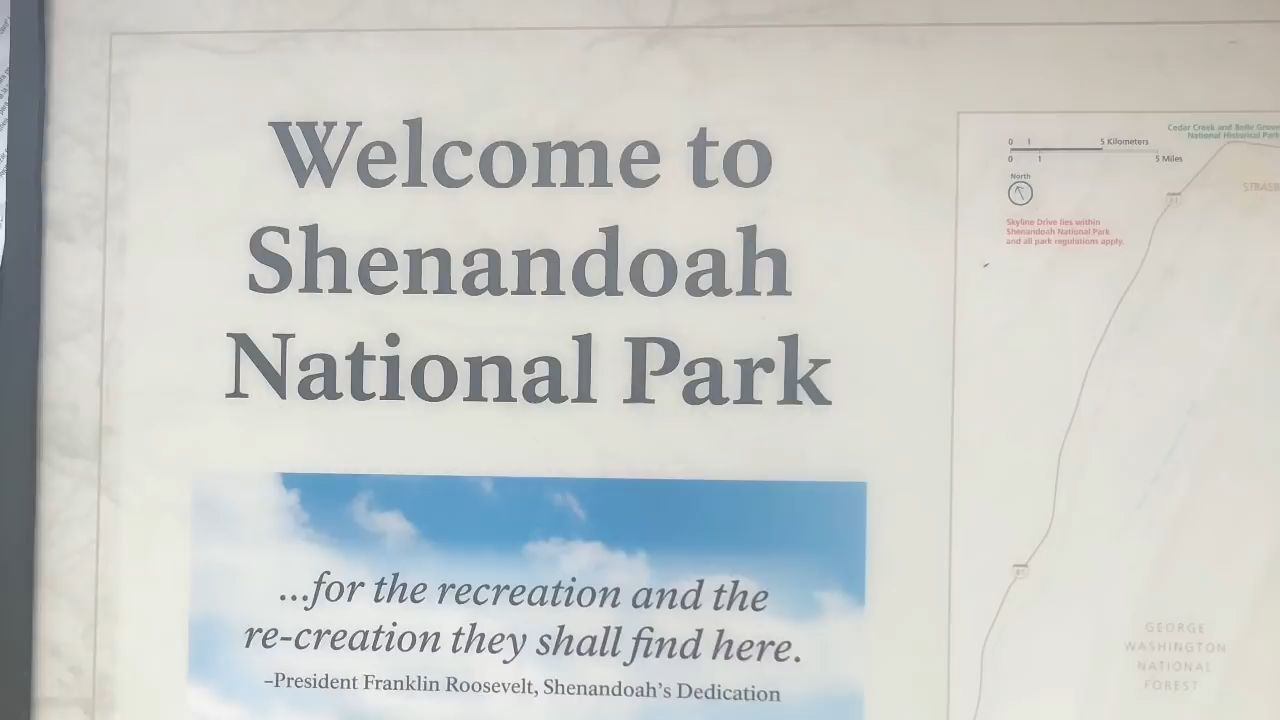 Welcome to
Shenandoah
National Park
...for the recreation and the
re-creation they shall find here.
–President Franklin Roosevelt, Shenandoah's Dedication
Cedar Creek and Belle Grove
National Historical Park
0 1 5 Kilometers
0 1 5 Miles
North
Skyline Drive lies within
Shenandoah National Park
and all park regulations apply.
81
81
GEORGE
WASHINGTON
NATIONAL
FOREST